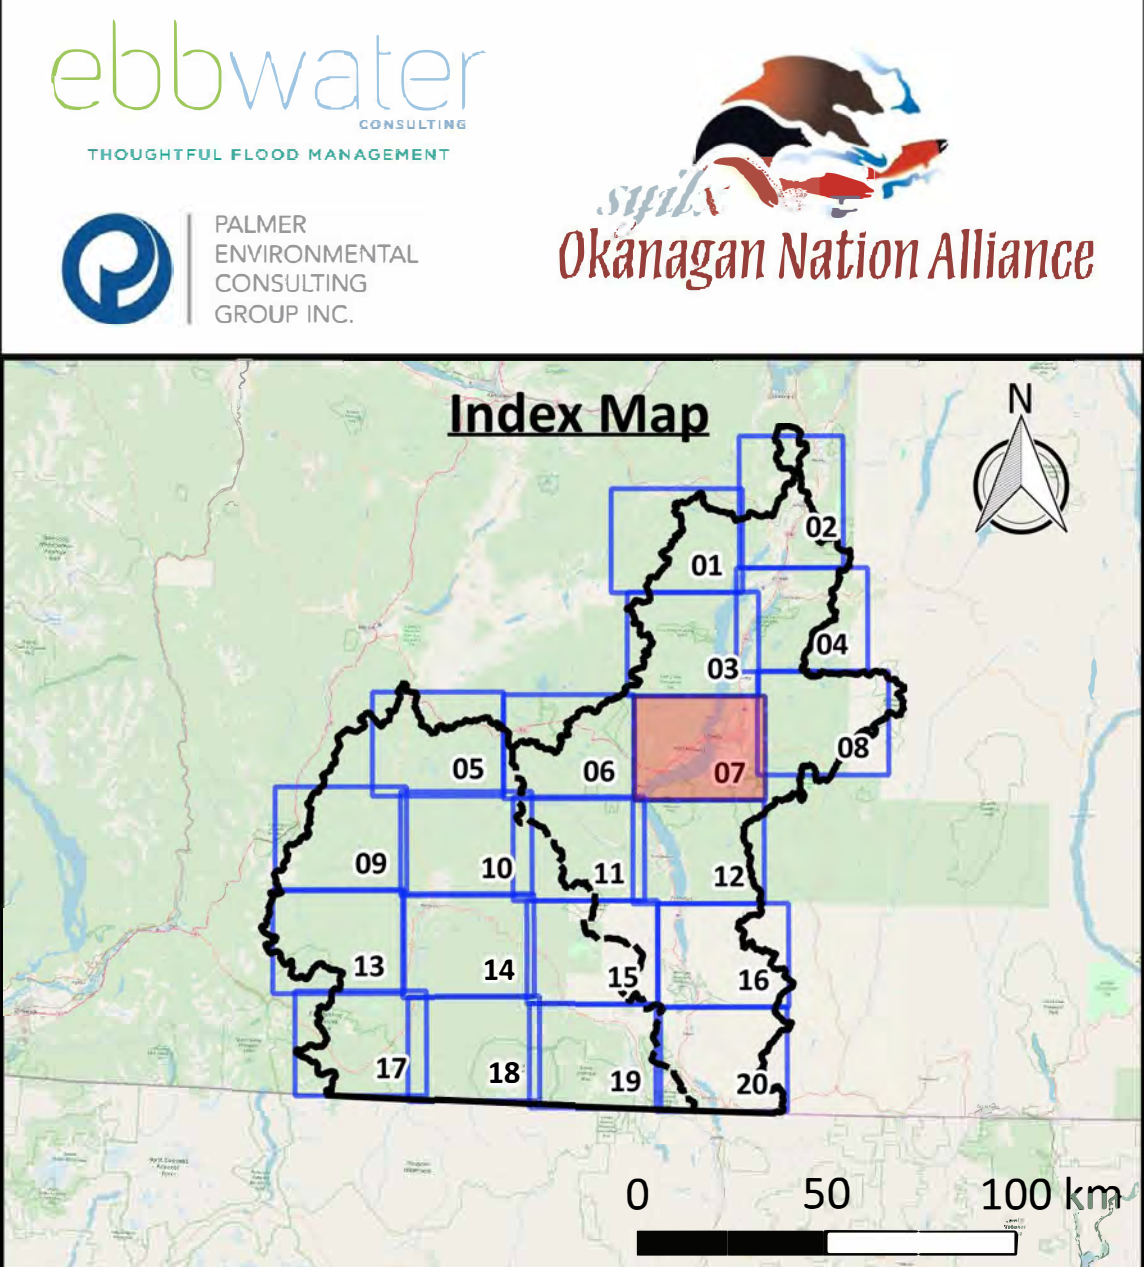 ebbwater
CONSULTING
THOUGHTFUL FLOOD MANAGEMENT
PALMER
ENVIRONMENTAL
CONSULTING
GROUP INC.
syilx
Okanagan Nation Alliance
Index Map
N
02
01
04
03
08
05
06
07
09
10
11
12
13
14
15
16
17
18
19
20
0 50 100 km